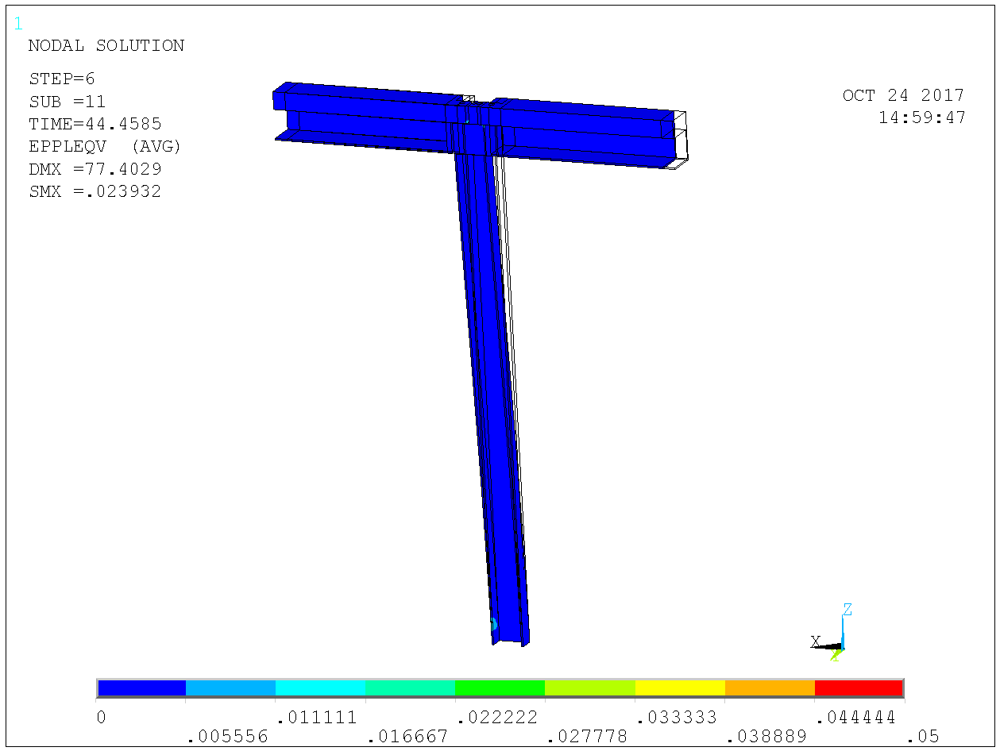 1
NODAL SOLUTION
STEP=6
SUB =11
TIME=44.4585
EPPLEQV (AVG)
DMX =77.4029
SMX =.023932
OCT 24 2017
14:59:47
Z
X
Y
0 .011111 .022222 .033333 .044444
.005556 .016667 .027778 .038889 .05